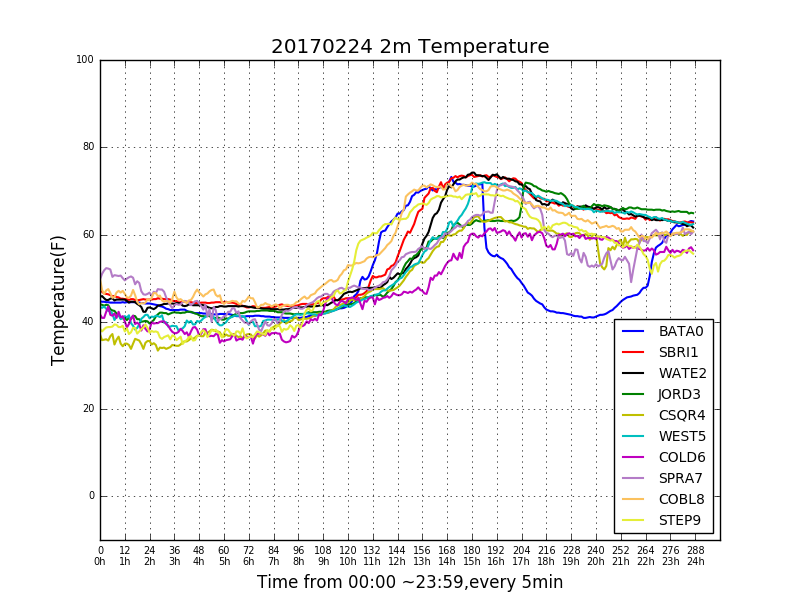 20170224 2m Temperature
Temperature(F)
100
80
60
40
20
0
BATA0
SBRI1
WATE2
JORD3
CSQR4
WEST5
COLD6
SPRA7
COBL8
STEP9
0 12 24 36 48 60 72 84 96 108 120 132 144 156 168 180 192 204 216 228 240 252 264 276 288
0h 1h 2h 3h 4h 5h 6h 7h 8h 9h 10h 11h 12h 13h 14h 15h 16h 17h 18h 19h 20h 21h 22h 23h 24h
Time from 00:00 ~23:59,every 5min